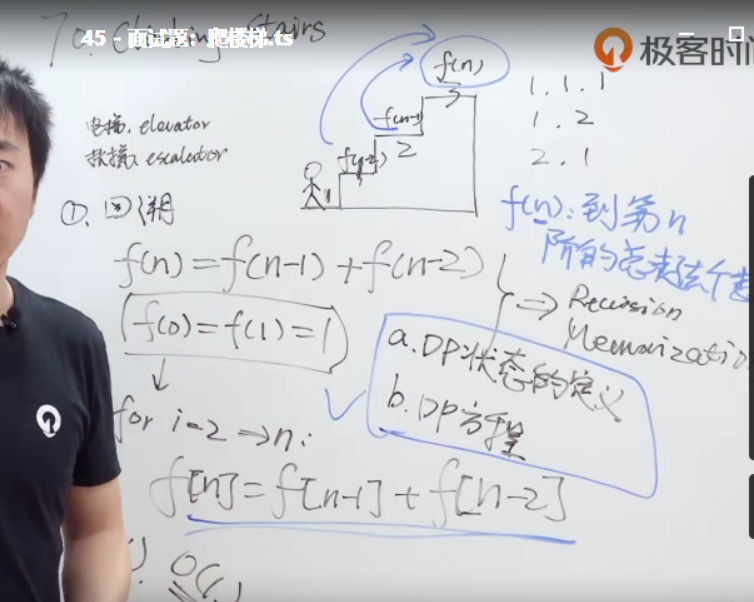 70. Climbing Stairs
45 - 面试题：爬楼梯.ts
极客时间
电梯. elevator
扶梯. escalator
f(n)
f(n-1)
f(n-2)
1
2
3
1. 1. 1
1. 2
2. 1
①. 回溯
f(n): 到第n
阶的总走法个数
f(n) = f(n-1) + f(n-2)
f(0) = f(1) = 1
⇒ Recursion
Memoization
a. DP状态的定义
b. DP方程
for i=2 ⇒ n:
f[n] = f[n-1] + f[n-2]